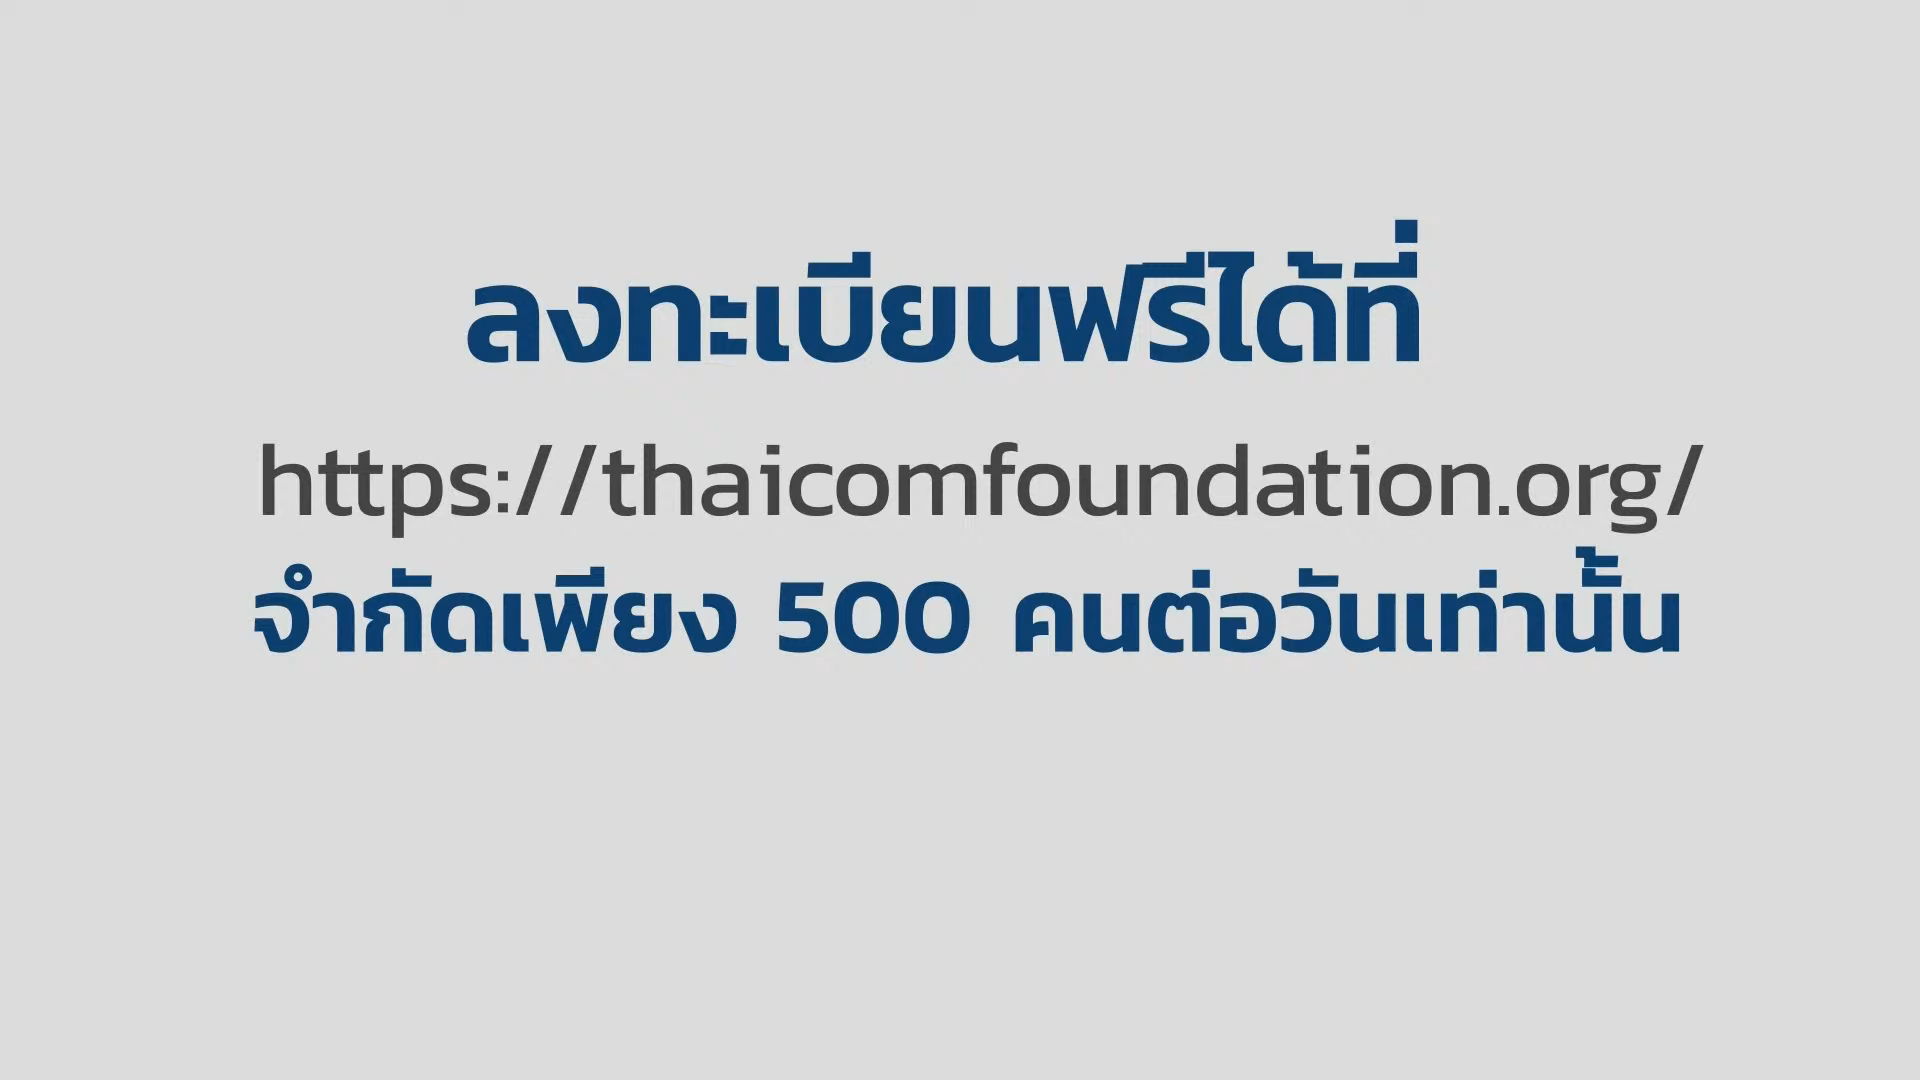 ลงทะเบียนฟรีได้ที่
https://thaicomfoundation.org/
จำกัดเพียง 500 คนต่อวันเท่านั้น